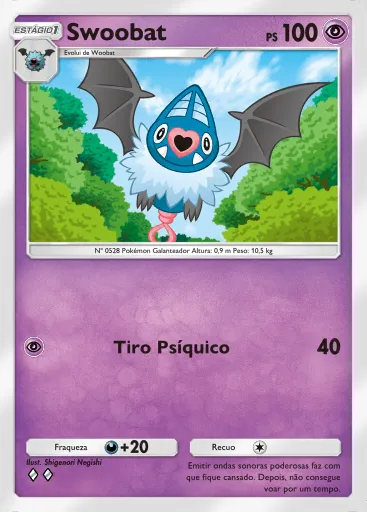 ESTÁGIO 1
Swoobat
PS 100
Evolui de Woobat
Nº 0528 Pokémon Galanteador Altura: 0,9 m Peso: 10,5 kg
Tiro Psíquico 40
Fraqueza +20 Recuo
Ilust. Shigenori Negishi
Emitir ondas sonoras poderosas faz com
que fique cansado. Depois, não consegue
voar por um tempo.